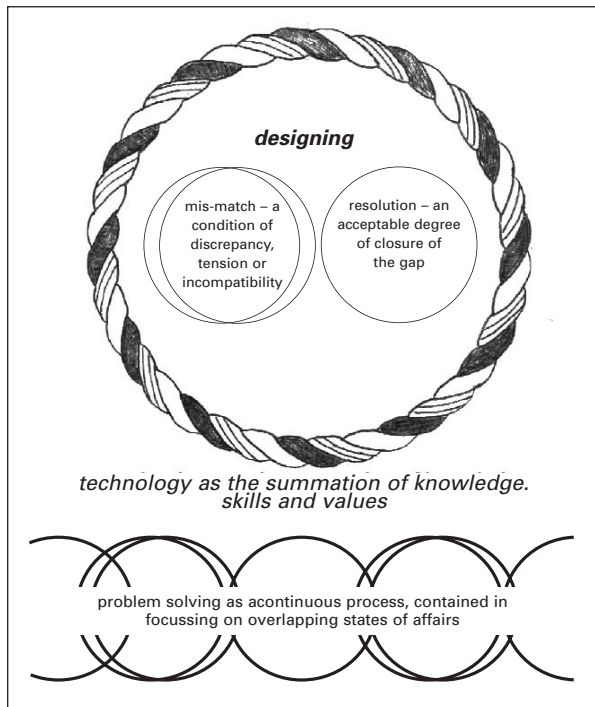 designing
mis-match – a
condition of
discrepancy,
tension or
incompatibility
resolution – an
acceptable degree
of closure of
the gap
technology as the summation of knowledge.
skills and values
problem solving as acontinuous process, contained in
focussing on overlapping states of affairs